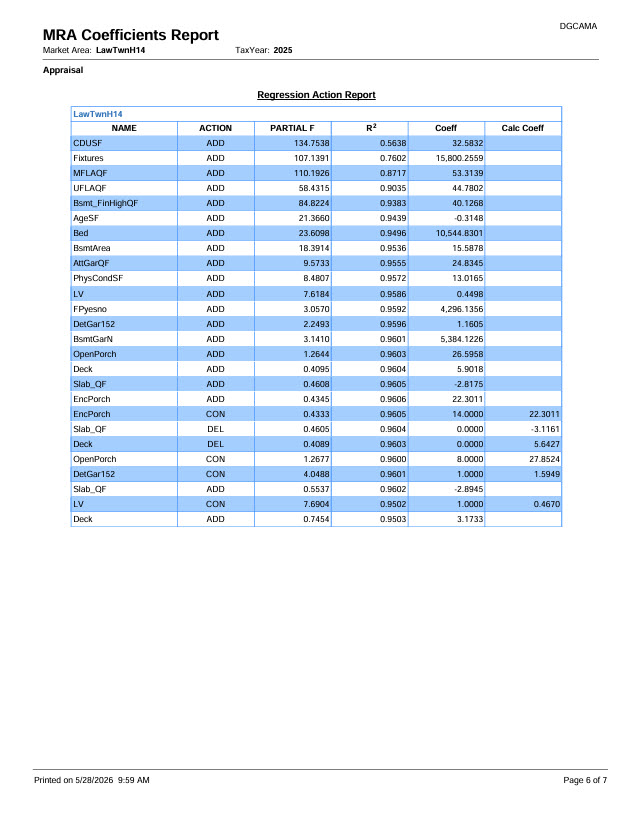 DGCAMA
MRA Coefficients Report
Market Area: LawTwnH14 TaxYear: 2025
Appraisal
Regression Action Report
LawTwnH14
NAME ACTION PARTIAL F R² Coeff Calc Coeff
CDUSF ADD 134.7538 0.5638 32.5832
Fixtures ADD 107.1391 0.7602 15,800.2559
MFLAQF ADD 110.1926 0.8717 53.3139
UFLAQF ADD 58.4315 0.9035 44.7802
Bsmt_FinHighQF ADD 84.8224 0.9383 40.1268
AgeSF ADD 21.3660 0.9439 -0.3148
Bed ADD 23.6098 0.9496 10,544.8301
BsmtArea ADD 18.3914 0.9536 15.5878
AttGarQF ADD 9.5733 0.9555 24.8345
PhysCondSF ADD 8.4807 0.9572 13.0165
LV ADD 7.6184 0.9586 0.4498
FPyesno ADD 3.0570 0.9592 4,296.1356
DetGar152 ADD 2.2493 0.9596 1.1605
BsmtGarN ADD 3.1410 0.9601 5,384.1226
OpenPorch ADD 1.2644 0.9603 26.5958
Deck ADD 0.4095 0.9604 5.9018
Slab_QF ADD 0.4608 0.9605 -2.8175
EncPorch ADD 0.4345 0.9606 22.3011
EncPorch CON 0.4333 0.9605 14.0000 22.3011
Slab_QF DEL 0.4605 0.9604 0.0000 -3.1161
Deck DEL 0.4089 0.9603 0.0000 5.6427
OpenPorch CON 1.2677 0.9600 8.0000 27.8524
DetGar152 CON 4.0488 0.9601 1.0000 1.5949
Slab_QF ADD 0.5537 0.9602 -2.8945
LV CON 7.6904 0.9502 1.0000 0.4670
Deck ADD 0.7454 0.9503 3.1733
Printed on 5/28/2026 9:59 AM Page 6 of 7